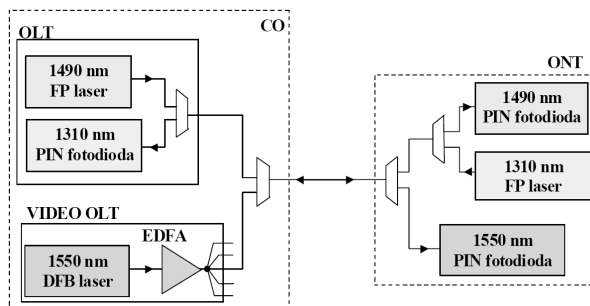 OLT
CO
1490 nm
FP laser
1310 nm
PIN fotodioda
VIDEO OLT
EDFA
1550 nm
DFB laser
ONT
1490 nm
PIN fotodioda
1310 nm
FP laser
1550 nm
PIN fotodioda